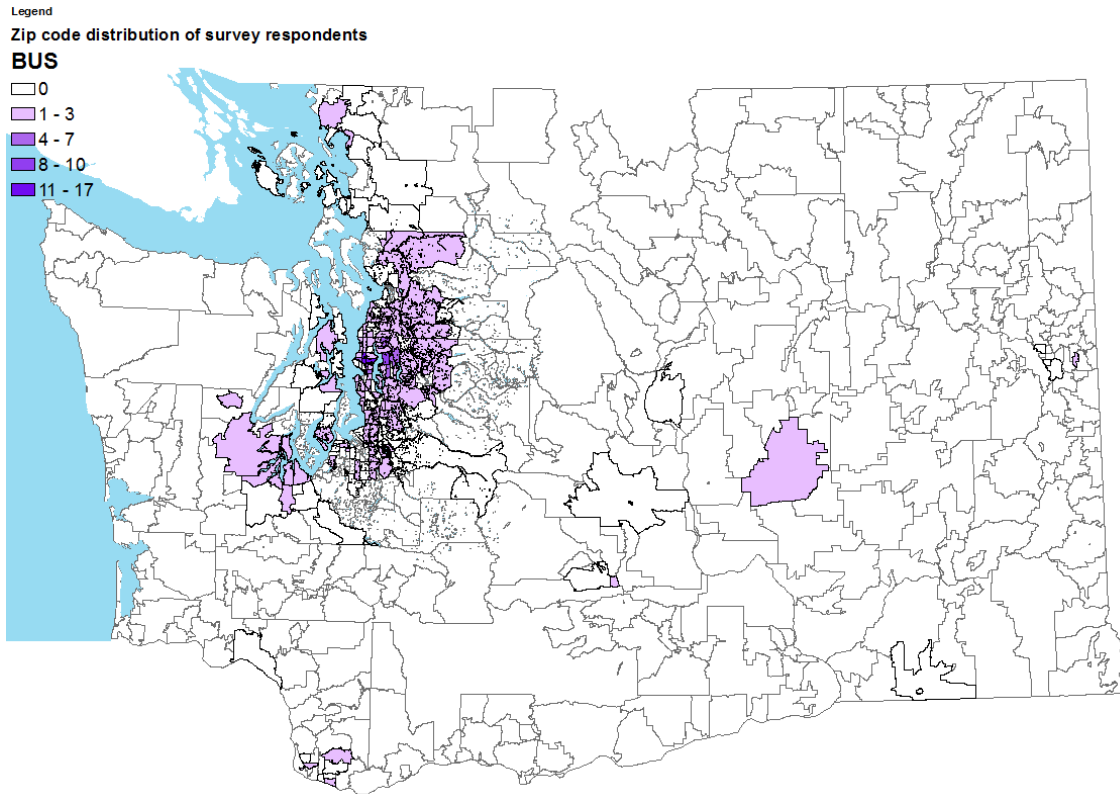 Legend
Zip code distribution of survey respondents
BUS
0
1 - 3
4 - 7
8 - 10
11 - 17